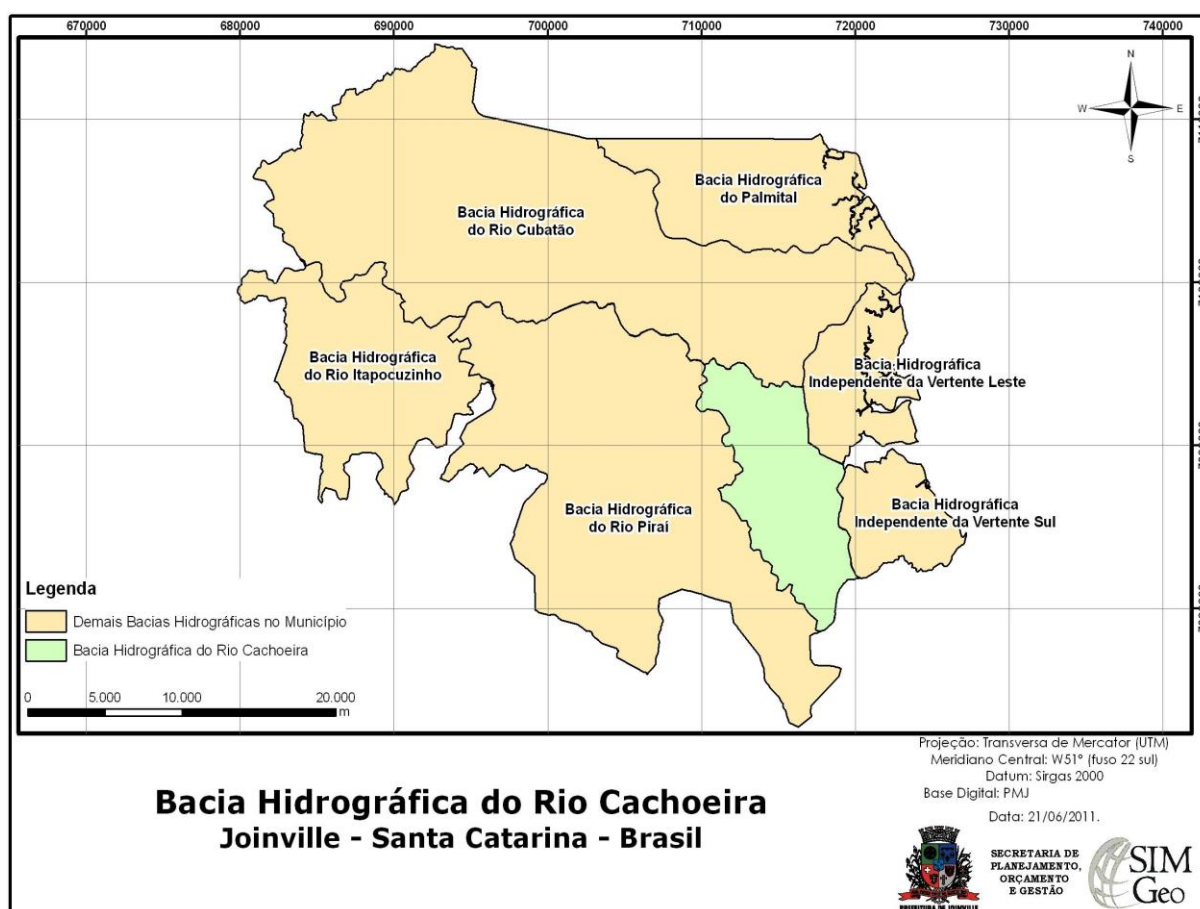 670000 680000 690000 700000 710000 720000 730000 740000
N
W E
S
Bacia Hidrográfica
do Palmital
Bacia Hidrográfica
do Rio Cubatão
Bacia Hidrográfica
do Rio Itapocuzinho
Bacia Hidrográfica
Independente da Vertente Leste
Bacia Hidrográfica
do Rio Piraí
Bacia Hidrográfica
Independente da Vertente Sul
Legenda
Demais Bacias Hidrográficas no Município
Bacia Hidrográfica do Rio Cachoeira
0 5.000 10.000 20.000
m
Projeção: Transversa de Mercator (UTM)
Meridiano Central: W51° (fuso 22 sul)
Datum: Sirgas 2000
Base Digital: PMJ
Data: 21/06/2011.
Bacia Hidrográfica do Rio Cachoeira
Joinville - Santa Catarina - Brasil
SECRETARIA DE
PLANEJAMENTO,
ORÇAMENTO
E GESTÃO
PREFEITURA DE JOINVILLE
SIM
Geo